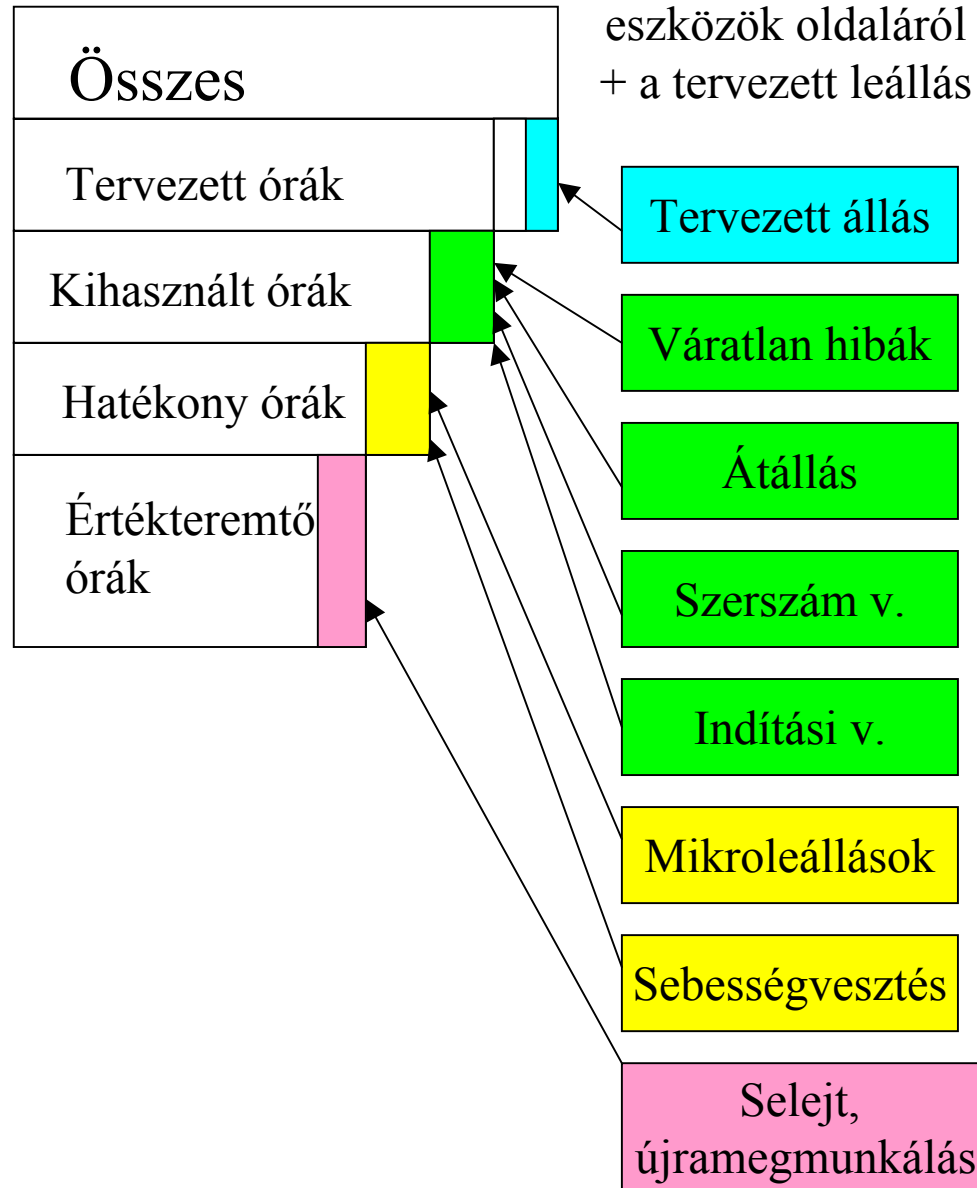 eszközök oldaláról
+ a tervezett leállás
Összes
Tervezett órák
Kihasznált órák
Hatékony órák
Értékteremtő
órák
Tervezett állás
Váratlan hibák
Átállás
Szerszám v.
Indítási v.
Mikroleállások
Sebességvesztés
Selejt,
újramegmunkálás